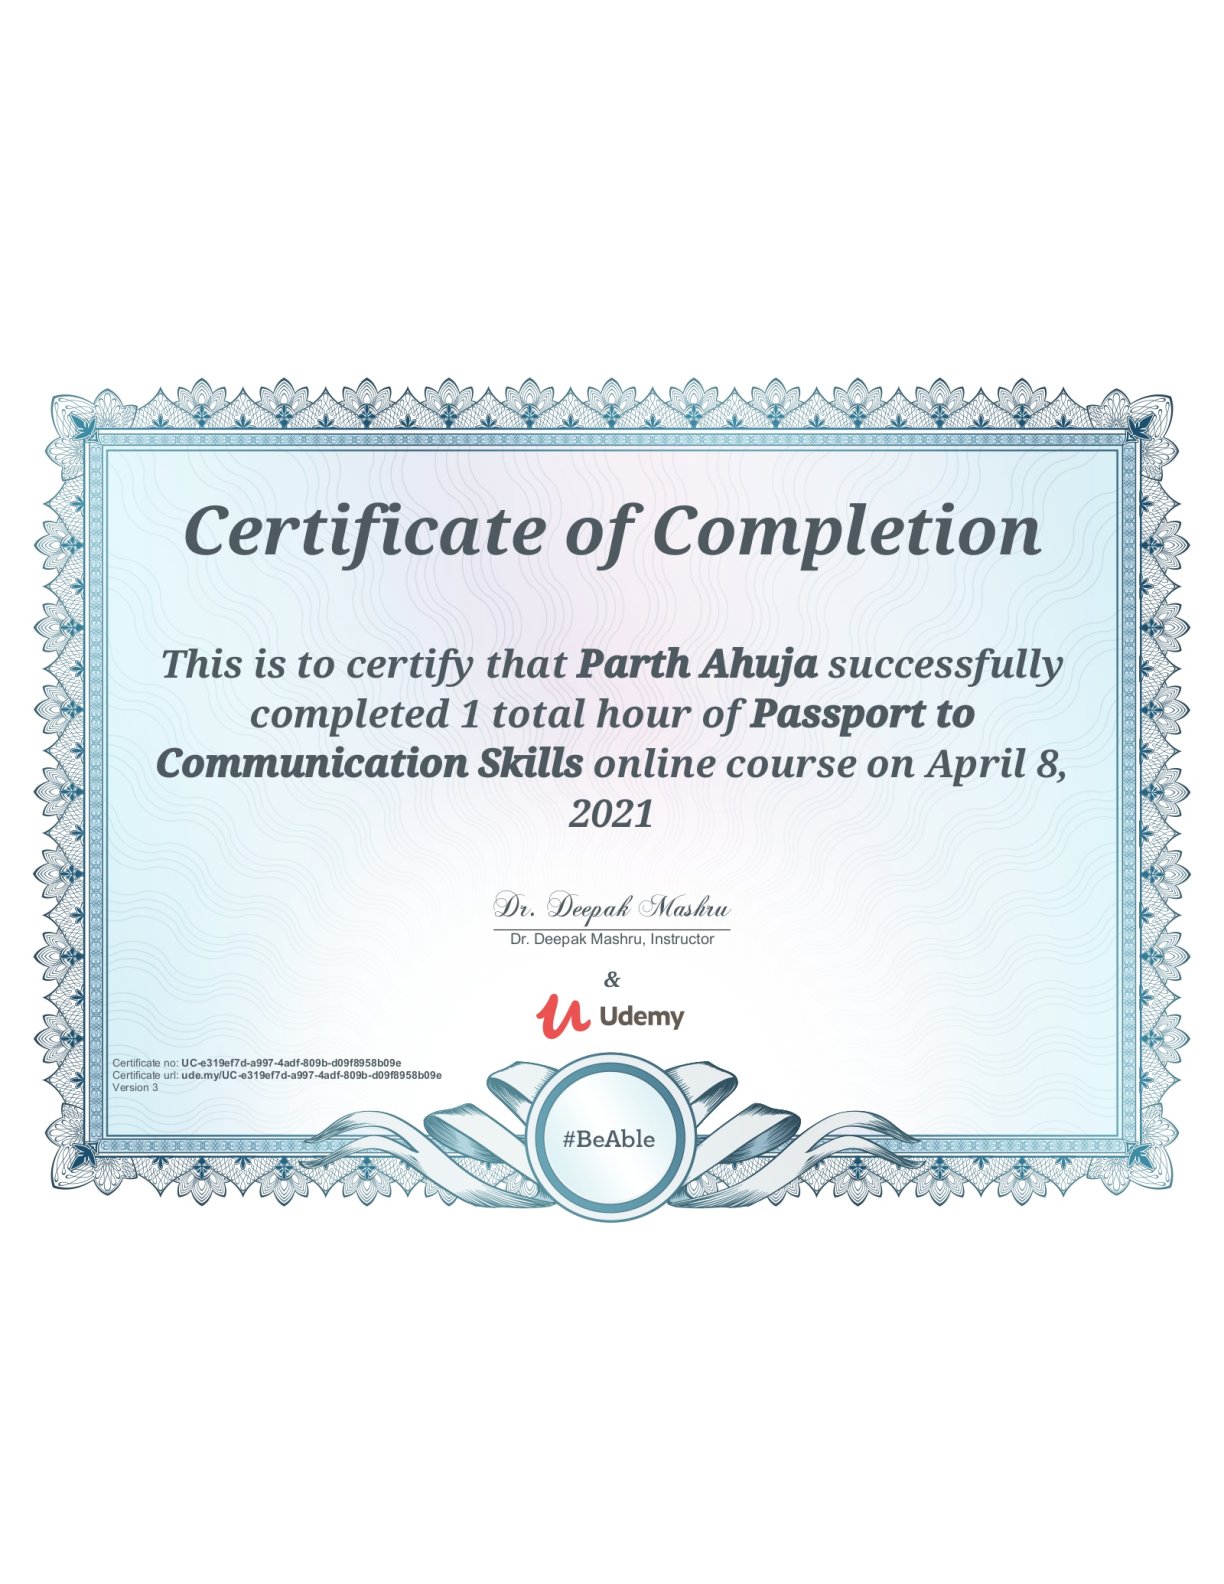 Certificate of Completion
This is to certify that Parth Ahuja successfully
completed 1 total hour of Passport to
Communication Skills online course on April 8,
2021
Dr. Deepak Mashru
Dr. Deepak Mashru, Instructor
&
Udemy
Certificate no: UC-e319ef7d-a997-4adf-809b-d09f8958b09e
Certificate url: ude.my/UC-e319ef7d-a997-4adf-809b-d09f8958b09e
Version 3
#BeAble